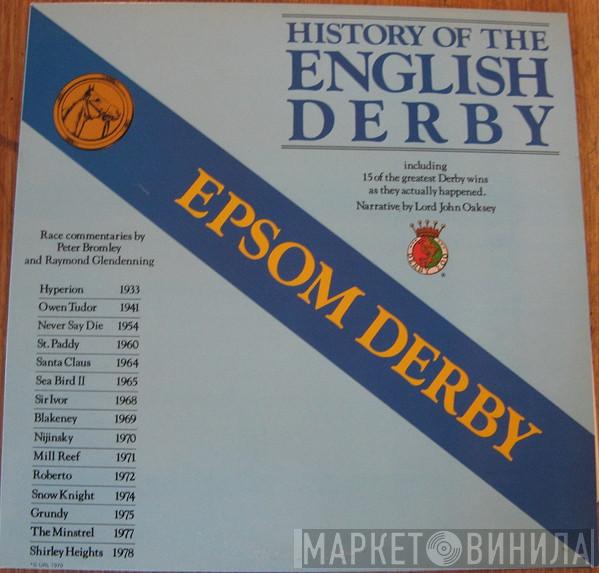 HISTORY OF THE
ENGLISH
DERBY
including
15 of the greatest Derby wins
as they actually happened.
Narrative by Lord John Oaksey
EPSOM DERBY
Race commentaries by
Peter Bromley
and Raymond Glendenning
Hyperion 1933
Owen Tudor 1941
Never Say Die 1954
St. Paddy 1960
Santa Claus 1964
Sea Bird II 1965
Sir Ivor 1968
Blakeney 1969
Nijinsky 1970
Mill Reef 1971
Roberto 1972
Snow Knight 1974
Grundy 1975
The Minstrel 1977
Shirley Heights 1978
МАРКЕТ ВИНИЛА